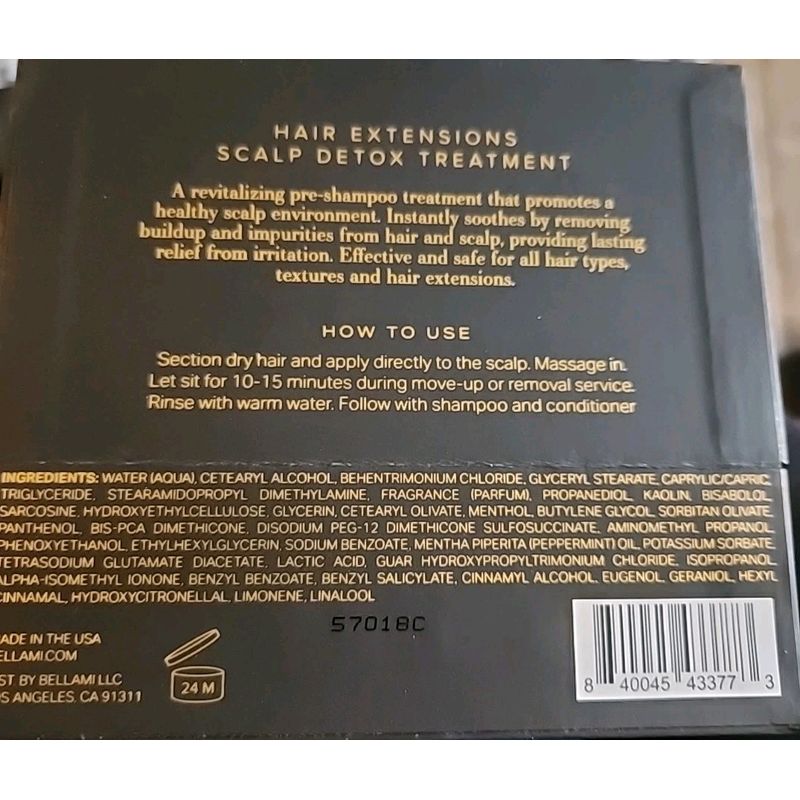 HAIR EXTENSIONS
SCALP DETOX TREATMENT
A revitalizing pre-shampoo treatment that promotes a
healthy scalp environment. Instantly soothes by removing
buildup and impurities from hair and scalp, providing lasting
relief from irritation. Effective and safe for all hair types,
textures and hair extensions.
HOW TO USE
Section dry hair and apply directly to the scalp. Massage in.
Let sit for 10-15 minutes during move-up or removal service.
Rinse with warm water. Follow with shampoo and conditioner
INGREDIENTS: WATER (AQUA), CETEARYL ALCOHOL, BEHENTRIMONIUM CHLORIDE, GLYCERYL STEARATE, CAPRYLIC/CAPRIC
TRIGLYCERIDE, STEARAMIDOPROPYL DIMETHYLAMINE, FRAGRANCE (PARFUM), PROPANEDIOL, KAOLIN, BISABOLOL,
SARCOSINE, HYDROXYETHYLCELLULOSE, GLYCERIN, CETEARYL OLIVATE, MENTHOL, BUTYLENE GLYCOL, SORBITAN OLIVATE,
PANTHENOL, BIS-PCA DIMETHICONE, DISODIUM PEG-12 DIMETHICONE SULFOSUCCINATE, AMINOMETHYL PROPANOL,
PHENOXYETHANOL, ETHYLHEXYLGLYCERIN, SODIUM BENZOATE, MENTHA PIPERITA (PEPPERMINT) OIL, POTASSIUM SORBATE,
TETRASODIUM GLUTAMATE DIACETATE, LACTIC ACID, GUAR HYDROXYPROPYLTRIMONIUM CHLORIDE, ISOPROPANOL,
ALPHA-ISOMETHYL IONONE, BENZYL BENZOATE, BENZYL SALICYLATE, CINNAMYL ALCOHOL, EUGENOL, GERANIOL, HEXYL
CINNAMAL, HYDROXYCITRONELLAL, LIMONENE, LINALOOL
57018C
ADE IN THE USA
ELLAMI.COM
ST BY BELLAMI LLC
OS ANGELES, CA 91311
24 M
8 40045 43377 3